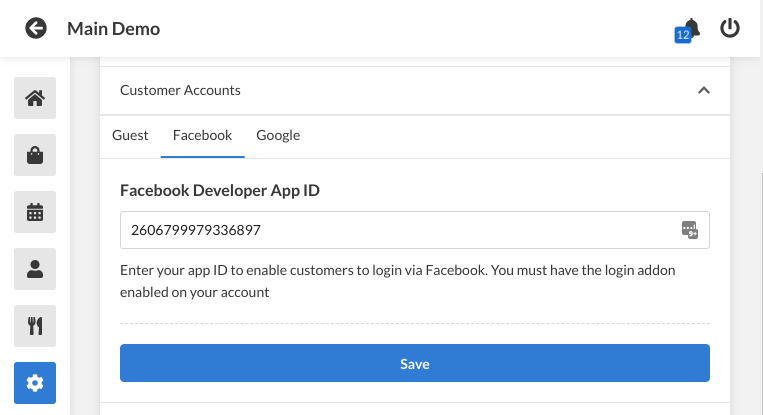 Main Demo
12
Customer Accounts
Guest Facebook Google
Facebook Developer App ID
2606799979336897
9+
Enter your app ID to enable customers to login via Facebook. You must have the login addon
enabled on your account
Save